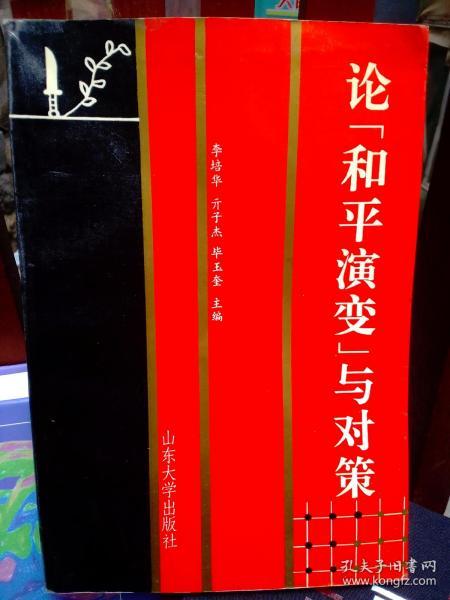 论「和平演变」与对策
李培华 亓子杰 毕玉奎 主编
山东大学出版社
孔夫子旧书网
www.kongfz.com